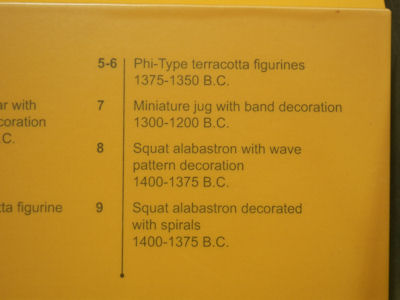 ar with
coration
C.
tta figurine
5-6 Phi-Type terracotta figurines
1375-1350 B.C.
7 Miniature jug with band decoration
1300-1200 B.C.
8 Squat alabastron with wave
pattern decoration
1400-1375 B.C.
9 Squat alabastron decorated
with spirals
1400-1375 B.C.